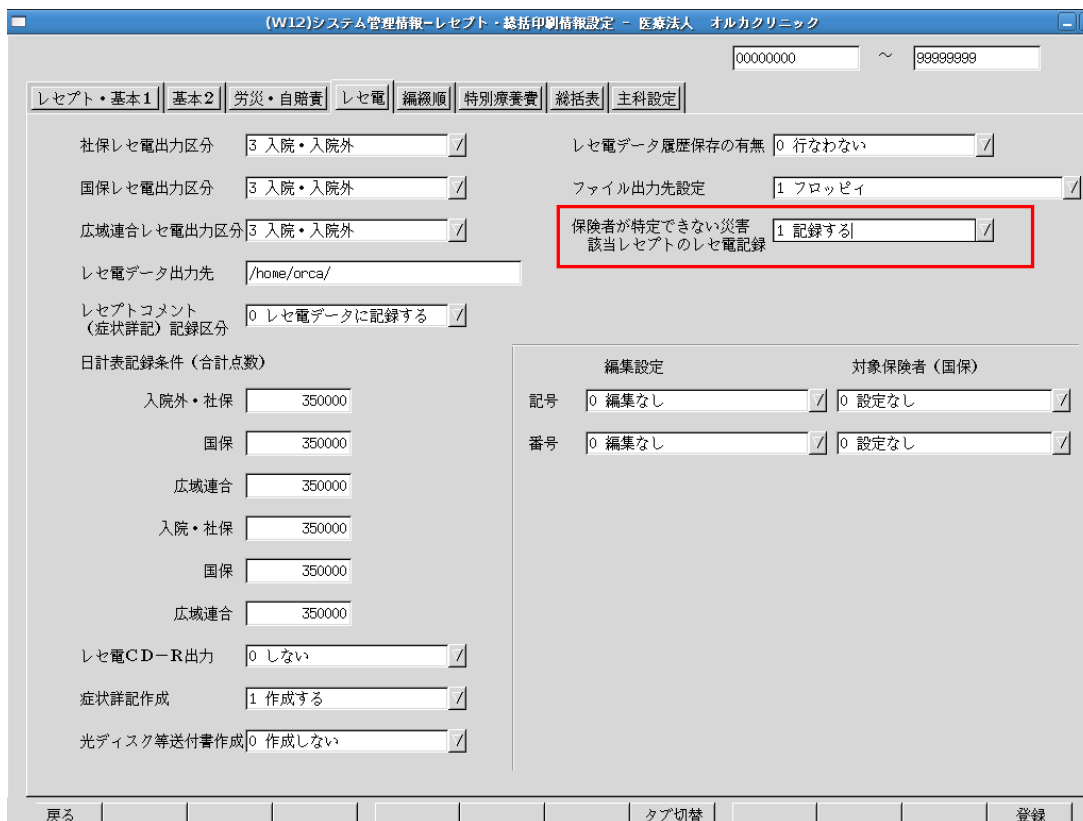 (W12)システム管理情報-レセプト・総括印刷情報設定 - 医療法人 オルカクリニック
00000000 ～ 99999999
レセプト・基本1 基本2 労災・自賠責 レセ電 編綴順 特別療養費 総括表 主科設定
社保レセ電出力区分 3 入院・入院外
レセ電データ履歴保存の有無 0 行なわない
国保レセ電出力区分 3 入院・入院外
ファイル出力先設定 1 フロッピィ
広域連合レセ電出力区分 3 入院・入院外
保険者が特定できない災害
該当レセプトのレセ電記録 1 記録する
レセ電データ出力先 /home/orca/
レセプトコメント
(症状詳記)記録区分 0 レセ電データに記録する
日計表記録条件(合計点数)
入院外・社保 350000
国保 350000
広域連合 350000
入院・社保 350000
国保 350000
広域連合 350000
編集設定 対象保険者(国保)
記号 0 編集なし 0 設定なし
番号 0 編集なし 0 設定なし
レセ電CD-R出力 0 しない
症状詳記作成 1 作成する
光ディスク等送付書作成 0 作成しない
戻る タブ切替 登録